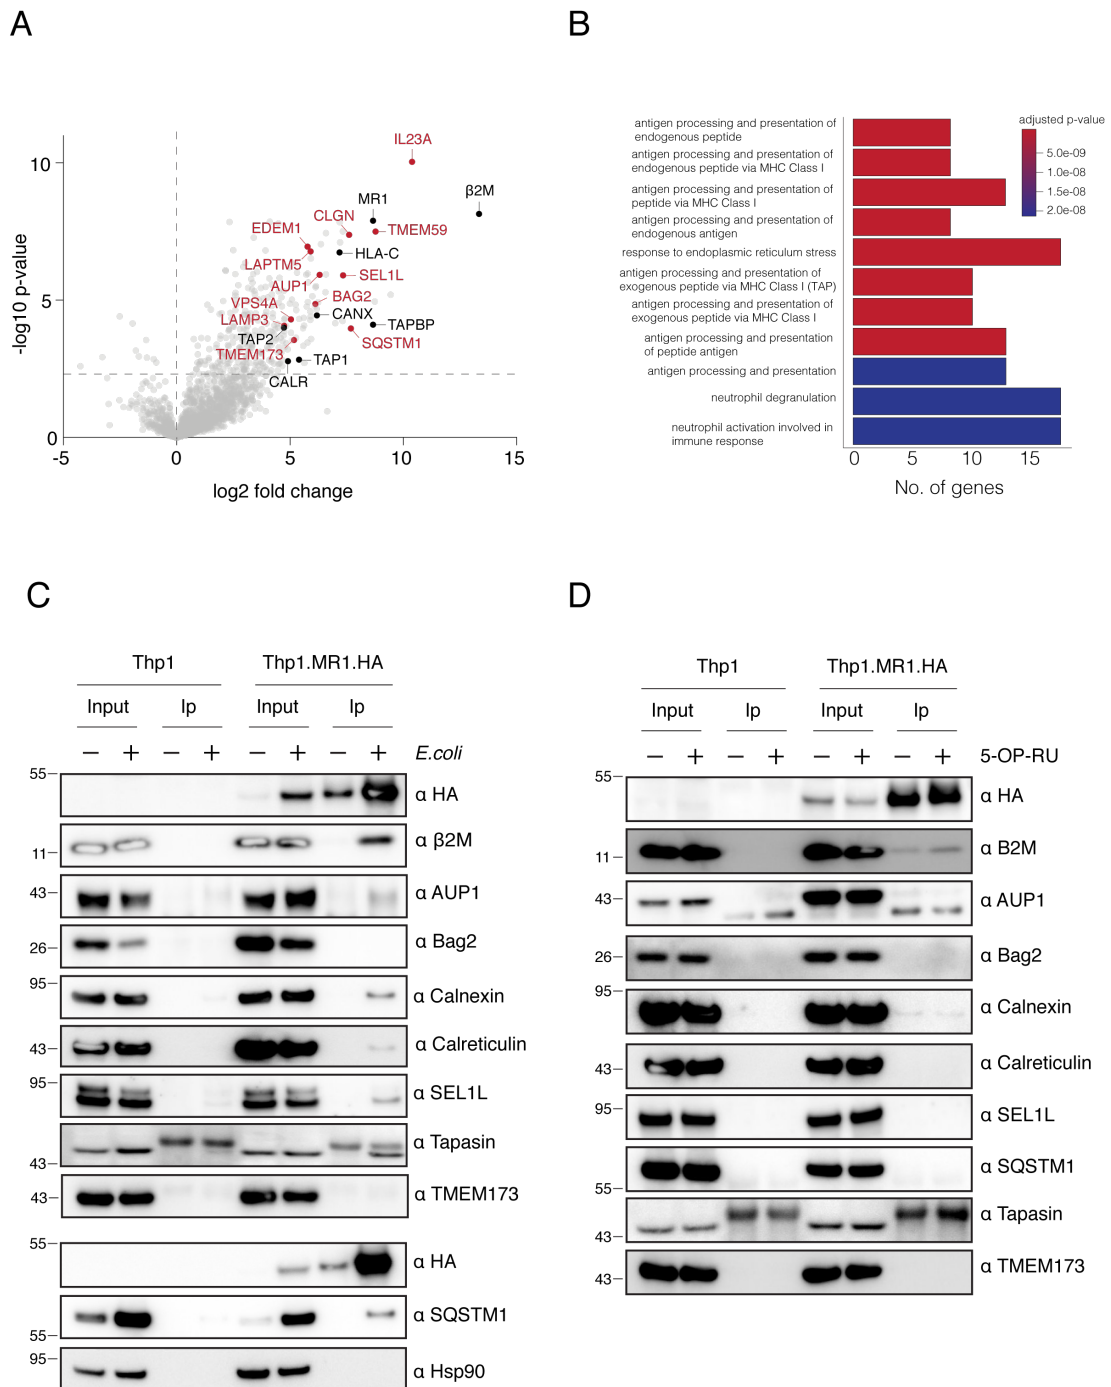 A
B
IL23A
β2M
MR1
CLGN
TMEM59
EDEM1
HLA-C
LAPTM5
SEL1L
AUP1
BAG2
VPS4A
CANX
LAMP3
TAPBP
TAP2
SQSTM1
TMEM173
TAP1
CALR
10
5
0
-5
0
5
10
15
-log10 p-value
log2 fold change
antigen processing and presentation of
endogenous peptide
antigen processing and presentation of
endogenous peptide via MHC Class I
antigen processing and presentation of
peptide via MHC Class I
antigen processing and presentation of
endogenous antigen
response to endoplasmic reticulum stress
antigen processing and presentation of
exogenous peptide via MHC Class I (TAP)
antigen processing and presentation of
exogenous peptide via MHC Class I
antigen processing and presentation
of peptide antigen
antigen processing and presentation
neutrophil degranulation
neutrophil activation involved in
immune response
0
5
10
15
No. of genes
adjusted p-value
5.0e-09
1.0e-08
1.5e-08
2.0e-08
C
Thp1
Thp1.MR1.HA
Input
Ip
Input
Ip
− + − + − + − + E.coli
55
α HA
11
α β2M
43
α AUP1
26
α Bag2
95
α Calnexin
43
α Calreticulin
95
α SEL1L
43
α Tapasin
43
α TMEM173
55
α HA
55
α SQSTM1
95
α Hsp90
D
Thp1
Thp1.MR1.HA
Input
Ip
Input
Ip
− + − + − + − + 5-OP-RU
55
α HA
11
α B2M
43
α AUP1
26
α Bag2
95
α Calnexin
43
α Calreticulin
95
α SEL1L
55
α SQSTM1
43
α Tapasin
43
α TMEM173